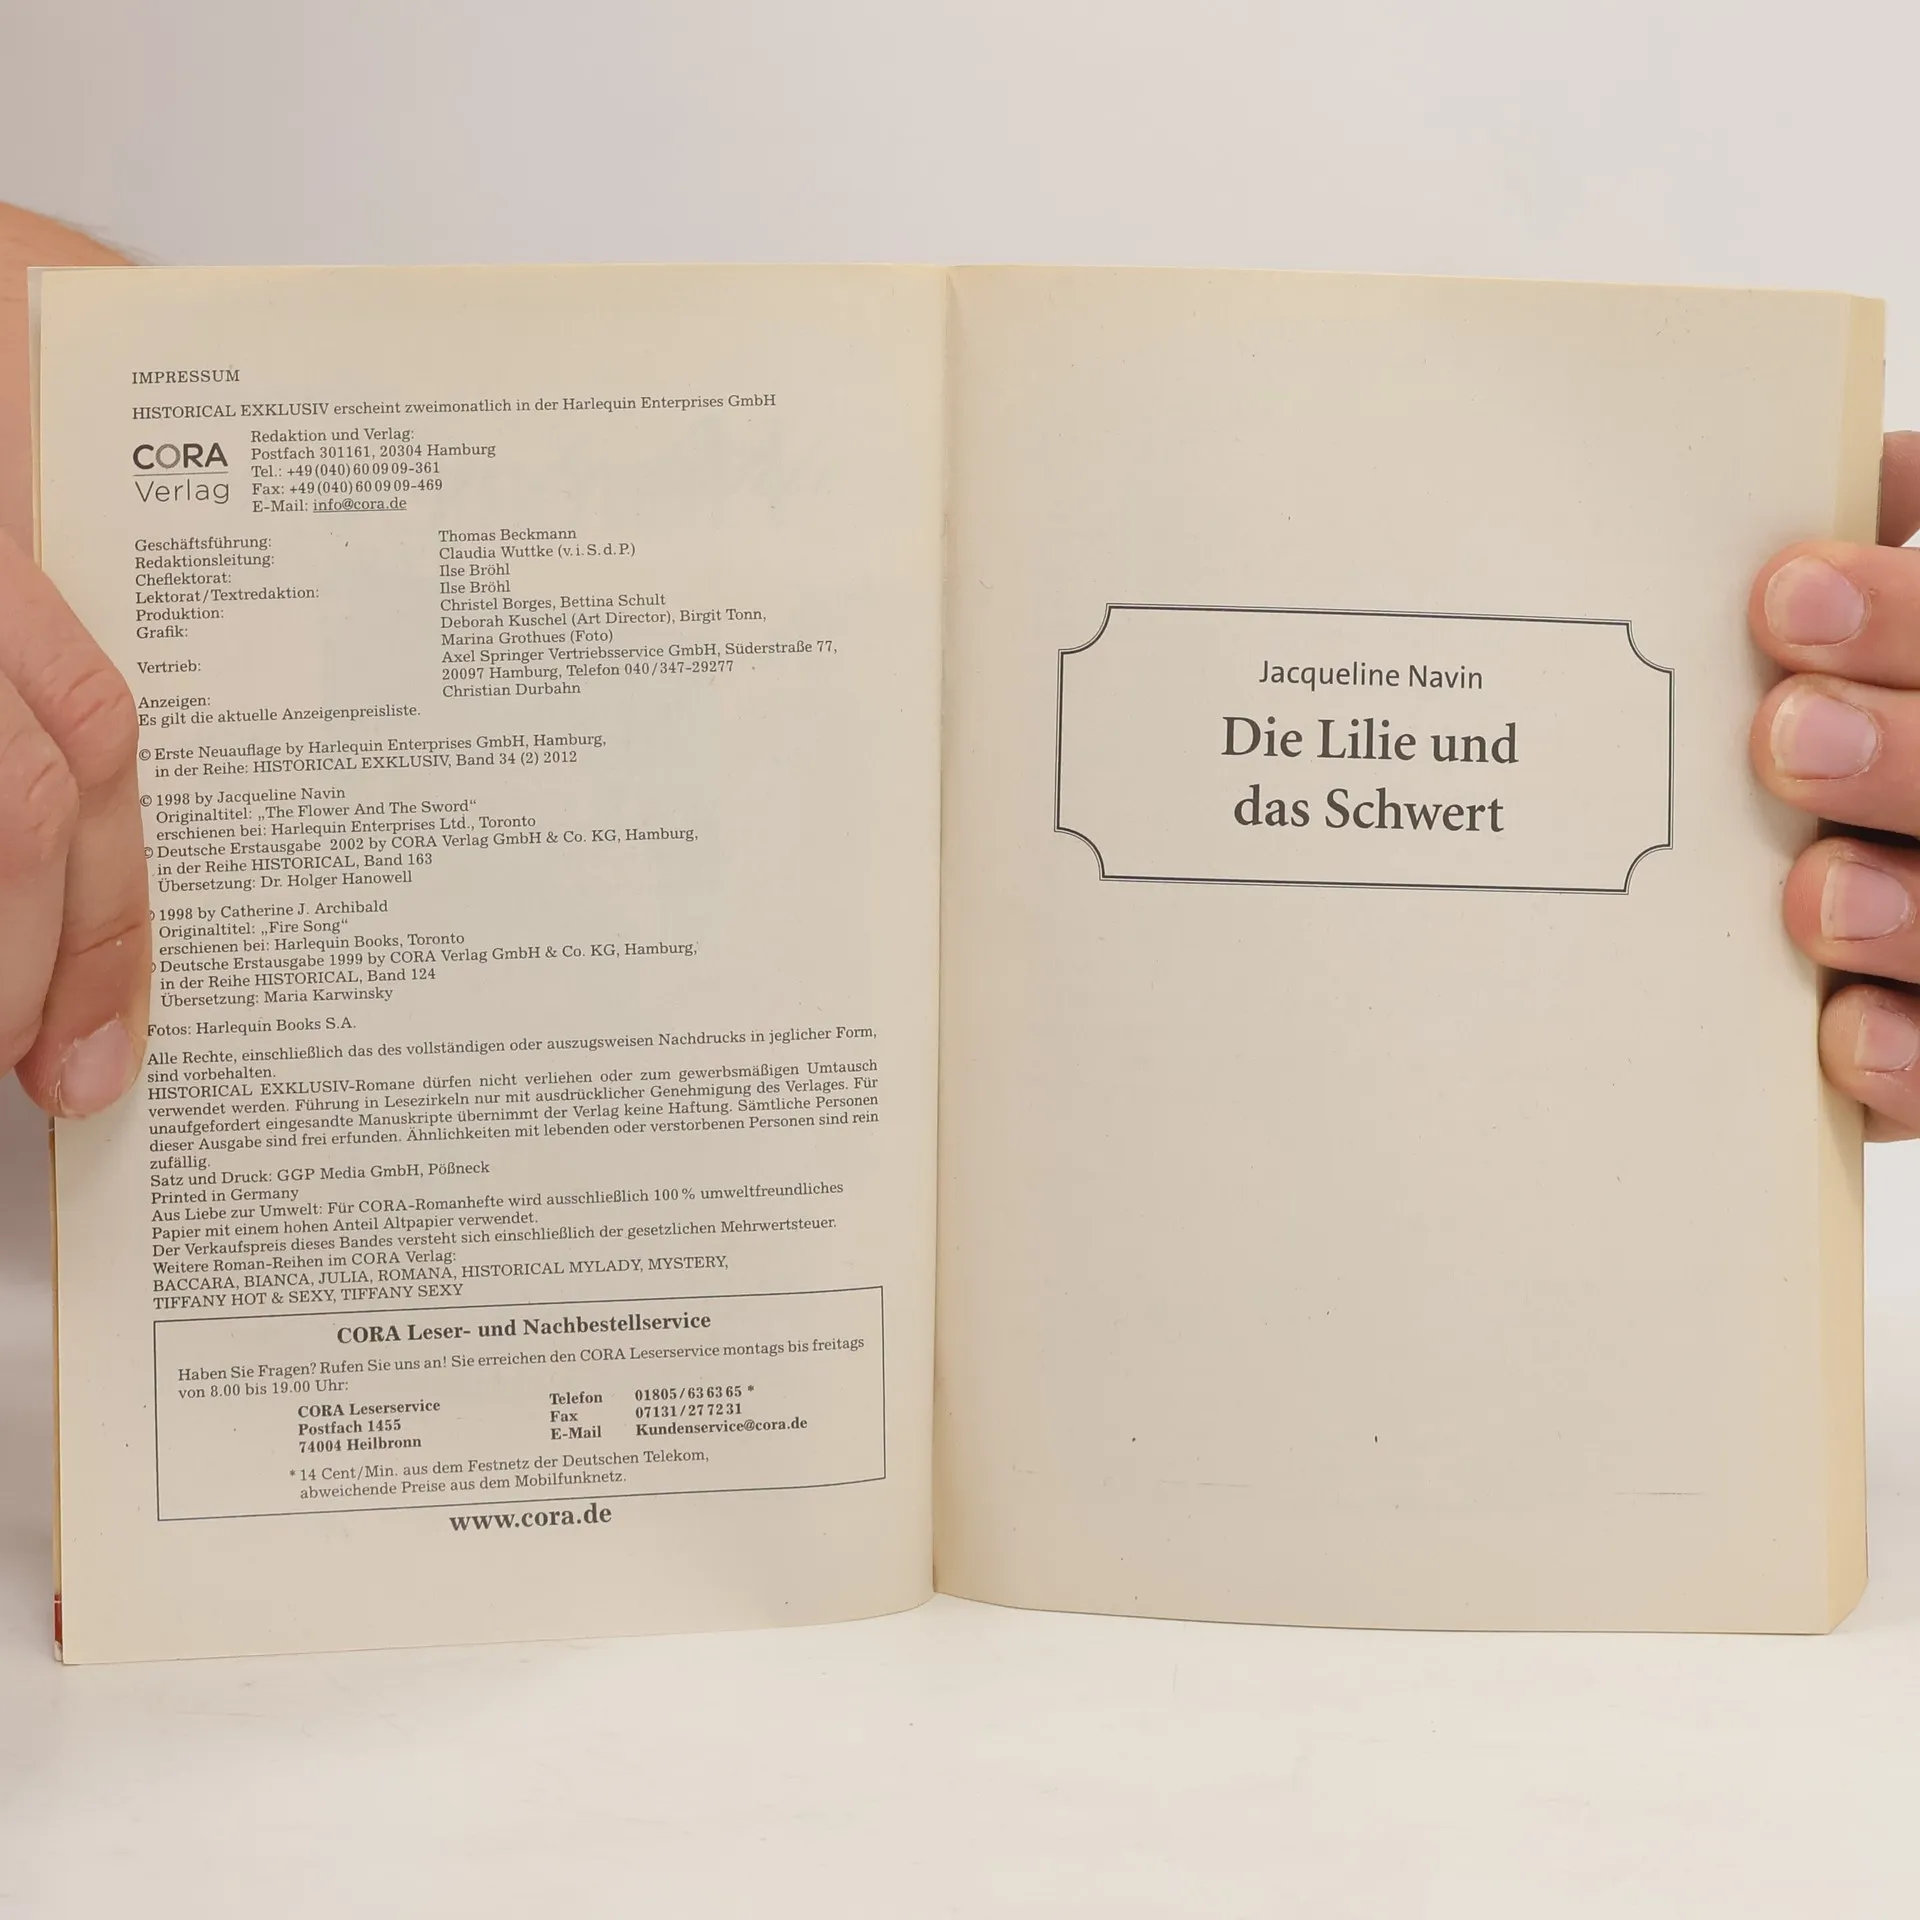 IMPRESSUM
HISTORICAL EXKLUSIV erscheint zweimonatlich in der Harlequin Enterprises GmbH
CORA
Verlag
Redaktion und Verlag:
Postfach 301161, 20304 Hamburg
Tel.: +49(040)600909-361
Fax: +49(040)600909-469
E-Mail: info@cora.de
Geschäftsführung: Thomas Beckmann
Redaktionsleitung: Claudia Wuttke (v.i.S.d.P.)
Cheflektorat: Ilse Bröhl
Lektorat/Textredaktion: Ilse Bröhl
Produktion: Christel Borges, Bettina Schult
Grafik: Deborah Kuschel (Art Director), Birgit Tonn,
Marina Grothues (Foto)
Vertrieb: Axel Springer Vertriebsservice GmbH, Süderstraße 77,
20097 Hamburg, Telefon 040/347-29277
Anzeigen: Christian Durbahn
Es gilt die aktuelle Anzeigenpreisliste.
© Erste Neuauflage by Harlequin Enterprises GmbH, Hamburg,
in der Reihe: HISTORICAL EXKLUSIV, Band 34 (2) 2012
© 1998 by Jacqueline Navin
Originaltitel: „The Flower And The Sword“
erschienen bei: Harlequin Enterprises Ltd., Toronto
© Deutsche Erstausgabe 2002 by CORA Verlag GmbH & Co. KG, Hamburg,
in der Reihe HISTORICAL, Band 163
Übersetzung: Dr. Holger Hanowell
© 1998 by Catherine J. Archibald
Originaltitel: „Fire Song“
erschienen bei: Harlequin Books, Toronto
© Deutsche Erstausgabe 1999 by CORA Verlag GmbH & Co. KG, Hamburg,
in der Reihe HISTORICAL, Band 124
Übersetzung: Maria Karwinsky
Fotos: Harlequin Books S.A.
Alle Rechte, einschließlich das des vollständigen oder auszugsweisen Nachdrucks in jeglicher Form,
sind vorbehalten.
HISTORICAL EXKLUSIV-Romane dürfen nicht verliehen oder zum gewerbsmäßigen Umtausch
verwendet werden. Führung in Lesezirkeln nur mit ausdrücklicher Genehmigung des Verlages. Für
unaufgefordert eingesandte Manuskripte übernimmt der Verlag keine Haftung. Sämtliche Personen
dieser Ausgabe sind frei erfunden. Ähnlichkeiten mit lebenden oder verstorbenen Personen sind rein
zufällig.
Satz und Druck: GGP Media GmbH, Pößneck
Printed in Germany
Aus Liebe zur Umwelt: Für CORA-Romanhefte wird ausschließlich 100 % umweltfreundliches
Papier mit einem hohen Anteil Altpapier verwendet.
Der Verkaufspreis dieses Bandes versteht sich einschließlich der gesetzlichen Mehrwertsteuer.
Weitere Roman-Reihen im CORA Verlag:
BACCARA, BIANCA, JULIA, ROMANA, HISTORICAL MYLADY, MYSTERY,
TIFFANY HOT & SEXY, TIFFANY SEXY
CORA Leser- und Nachbestellservice
Haben Sie Fragen? Rufen Sie uns an! Sie erreichen den CORA Leserservice montags bis freitags
von 8.00 bis 19.00 Uhr:
CORA Leserservice
Postfach 1455
74004 Heilbronn
Telefon 01805/636365 *
Fax 07131/277231
E-Mail Kundenservice@cora.de
* 14 Cent/Min. aus dem Festnetz der Deutschen Telekom,
abweichende Preise aus dem Mobilfunknetz.
www.cora.de
Jacqueline Navin
Die Lilie und
das Schwert